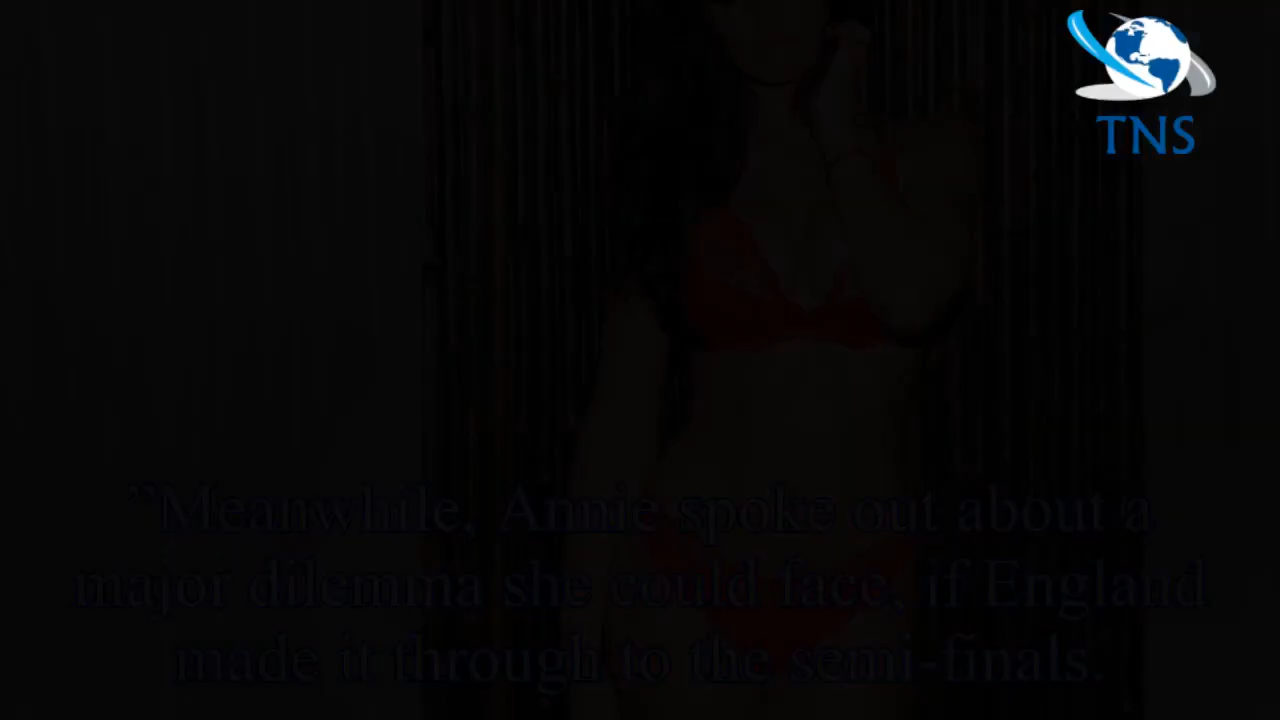 TNS
”Meanwhile, Annie spoke out about a
major dilemma she could face, if England
made it through to the semi-finals.